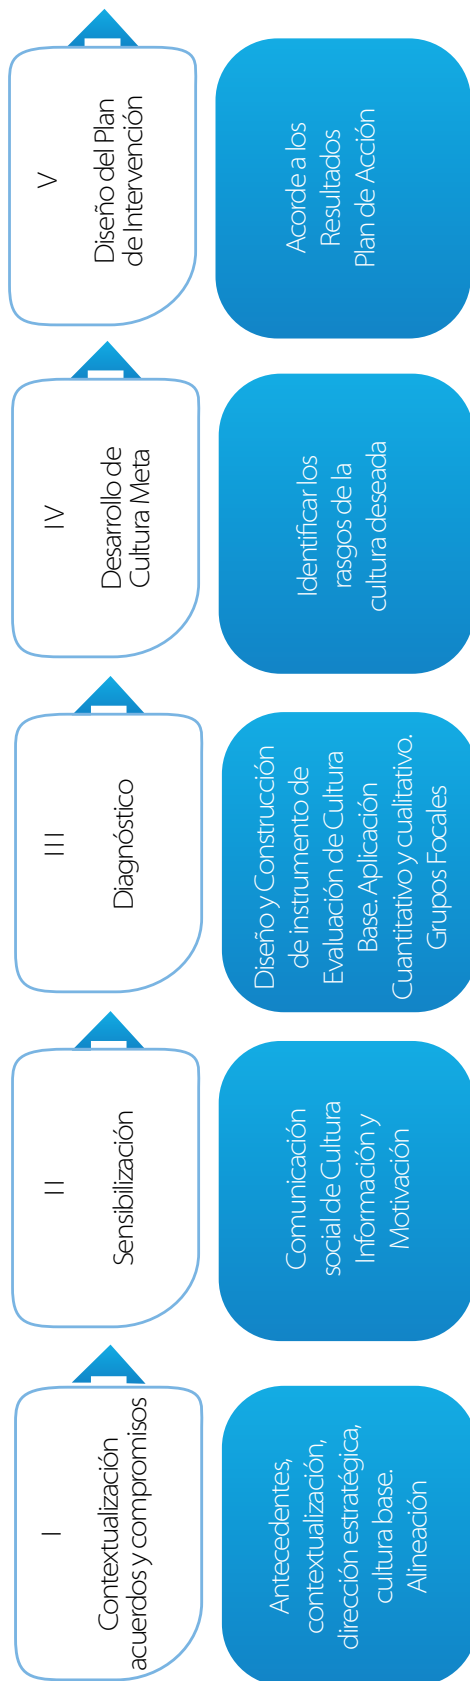 I
Contextualización
acuerdos y compromisos
Antecedentes,
contextualización,
dirección estratégica,
cultura base.
Alineación
II
Sensibilización
Comunicación
social de Cultura
Información y
Motivación
III
Diagnóstico
Diseño y Construcción
de instrumento de
Evaluación de Cultura
Base. Aplicación
Cuantitativo y cualitativo.
Grupos Focales
IV
Desarrollo de
Cultura Meta
Identificar los
rasgos de la
cultura deseada
V
Diseño del Plan
de Intervención
Acorde a los
Resultados
Plan de Acción